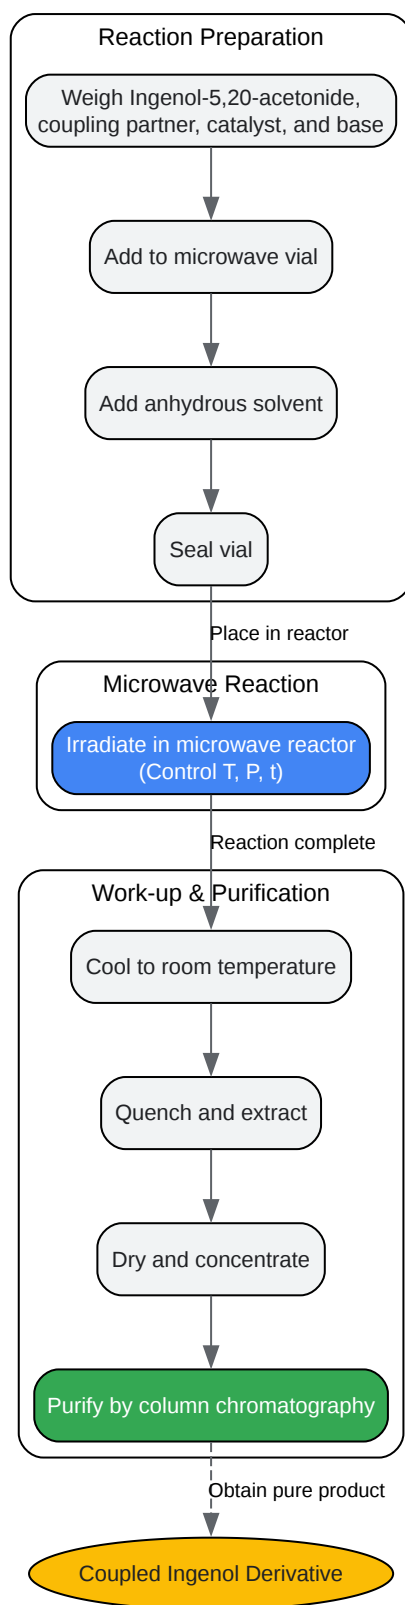 Reaction Preparation
Weigh Ingenol-5,20-acetonide,
coupling partner, catalyst, and base
Add to microwave vial
Add anhydrous solvent
Seal vial
Place in reactor
Microwave Reaction
Irradiate in microwave reactor
(Control T, P, t)
Reaction complete
Work-up & Purification
Cool to room temperature
Quench and extract
Dry and concentrate
Purify by column chromatography
Obtain pure product
Coupled Ingenol Derivative